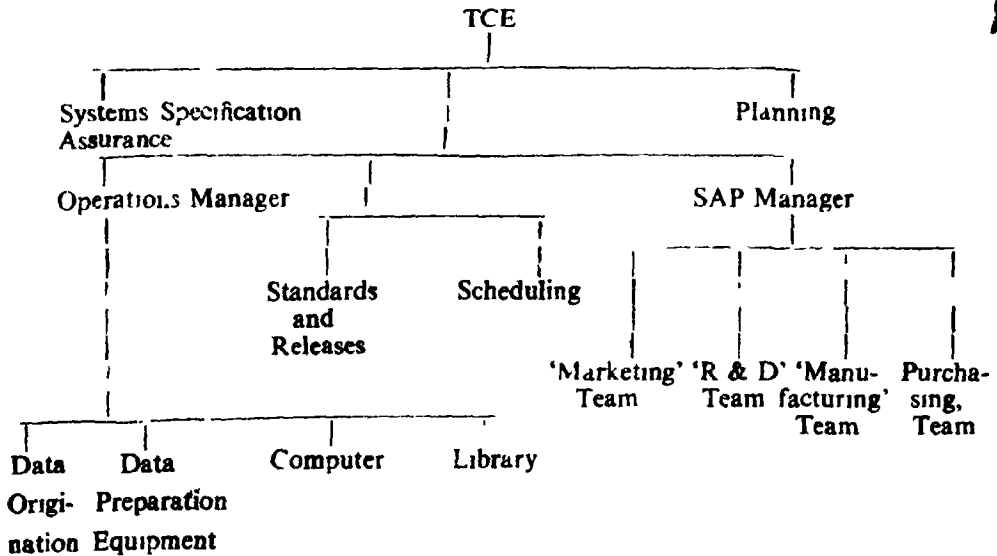 TCE
Systems Specification
Assurance
Planning
Operations Manager
SAP Manager
Standards
and
Releases
Scheduling
'Marketing'
Team
'R & D'
Team
'Manu-
facturing'
Team
Purcha-
sing,
Team
Data
Origi-
nation
Data
Preparation
Equipment
Computer
Library